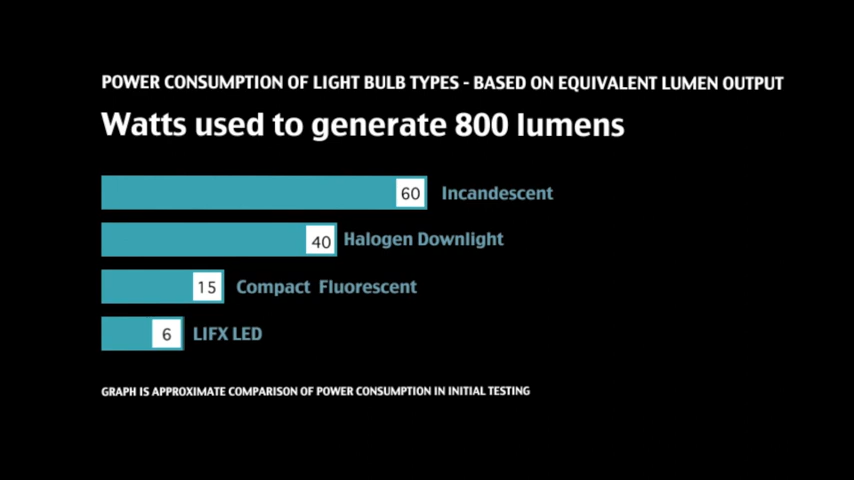 POWER CONSUMPTION OF LIGHT BULB TYPES - BASED ON EQUIVALENT LUMEN OUTPUT
Watts used to generate 800 lumens
60 Incandescent
40 Halogen Downlight
15 Compact Fluorescent
6 LIFX LED
GRAPH IS APPROXIMATE COMPARISON OF POWER CONSUMPTION IN INITIAL TESTING